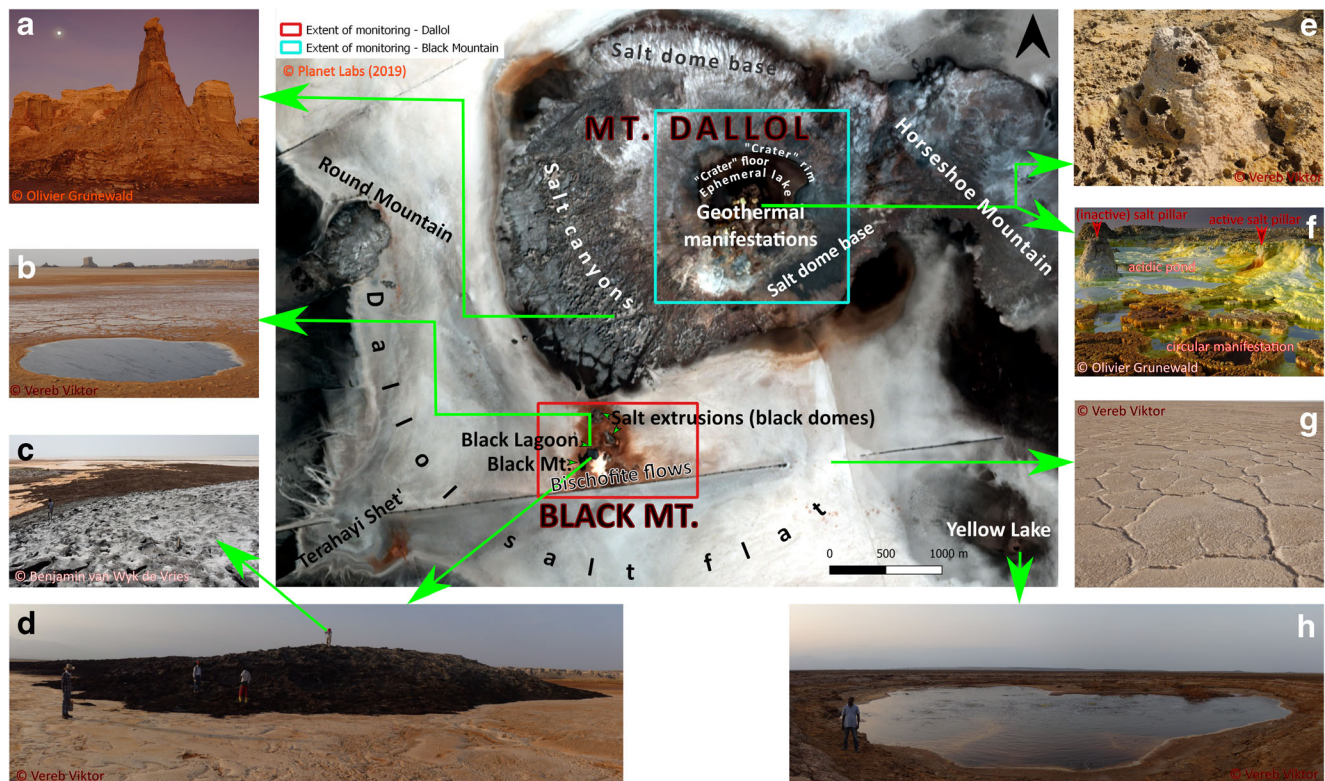 a
© Olivier Grunewald
b
© Vereb Viktor
c
© Benjamin van Wyk de Vries
d
© Vereb Viktor
Extent of monitoring - Dallol
Extent of monitoring - Black Mountain
© Planet Labs (2019)
Salt dome base
MT. DALLOL
"Crater" rim
"Crater" floor
Ephemeral lake
Geothermal
manifestations
Horseshoe Mountain
Round Mountain
Salt canyons
Salt dome base
Dallol salt flat
Salt extrusions (black domes)
Black Lagoon
Black Mt.
Bischofite flows
BLACK MT.
Terahayi Shet'
Yellow Lake
0 500 1000 m
e
© Vereb Viktor
f
(inactive) salt pillar
active salt pillar
acidic pond
circular manifestation
© Olivier Grunewald
© Vereb Viktor
g
h
© Vereb Viktor